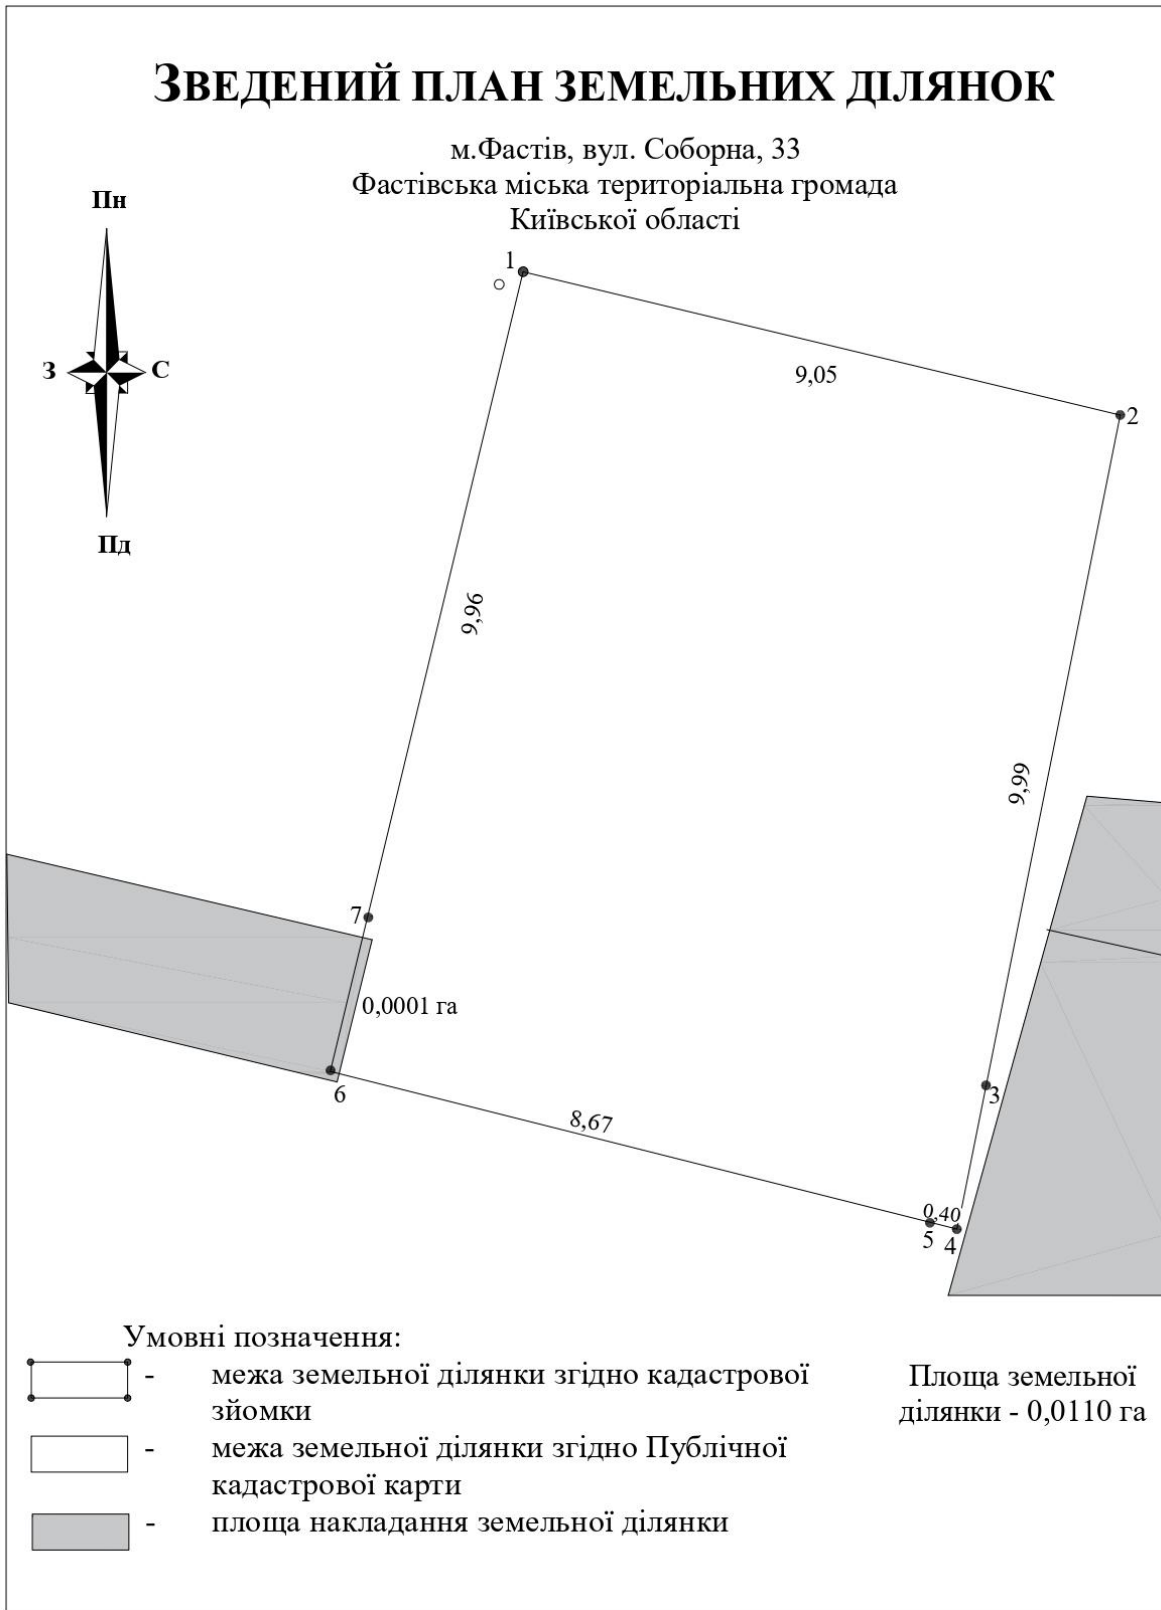 ЗВЕДЕНИЙ ПЛАН ЗЕМЕЛЬНИХ ДІЛЯНОК
м.Фастів, вул. Соборна, 33
Фастівська міська територіальна громада
Київської області
Пн
З
С
Пд
1
9,05
2
9,96
9,99
7
0,0001 га
6
3
8,67
0,40
5
4
Умовні позначення:
- межа земельної ділянки згідно кадастрової
зйомки
- межа земельної ділянки згідно Публічної
кадастрової карти
- площа накладання земельної ділянки
Площа земельної
ділянки - 0,0110 га